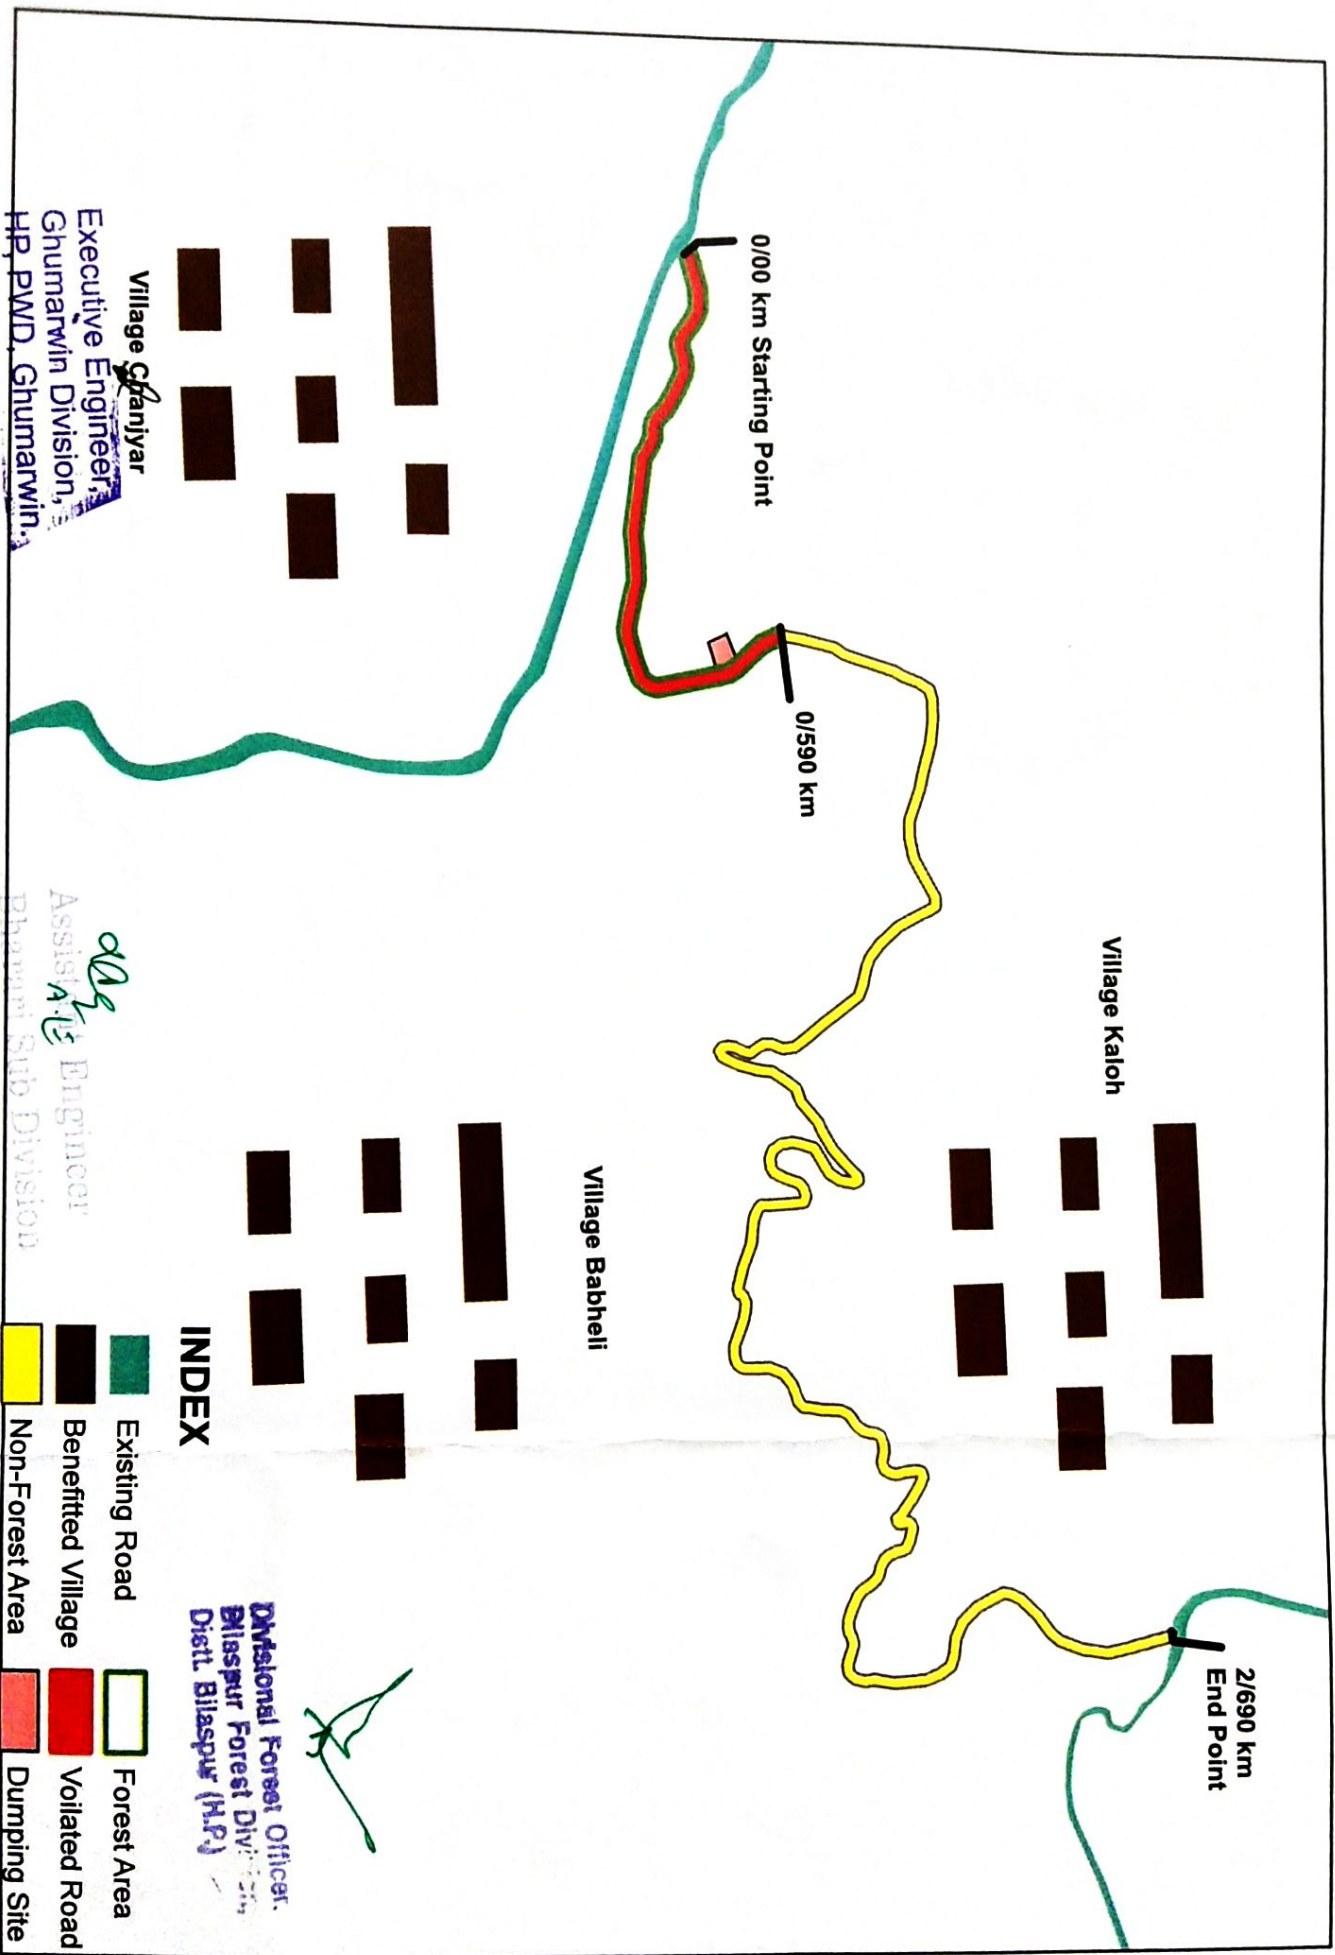 2/690 km
End Point
Village Kaloh
0/00 km Starting Point
0/590 km
Village Babheli
Village Chanjyar
INDEX
Existing Road
Forest Area
Benefitted Village
Voilated Road
Non-Forest Area
Dumping Site
Executive Engineer,
Ghumarwin Division,
HP, PWD, Ghumarwin.
Assistant Engineer
Bharari Sub Division
A.E
Divisional Forest Officer.
Bilaspur Forest Division,
Distt. Bilaspur (H.P.)